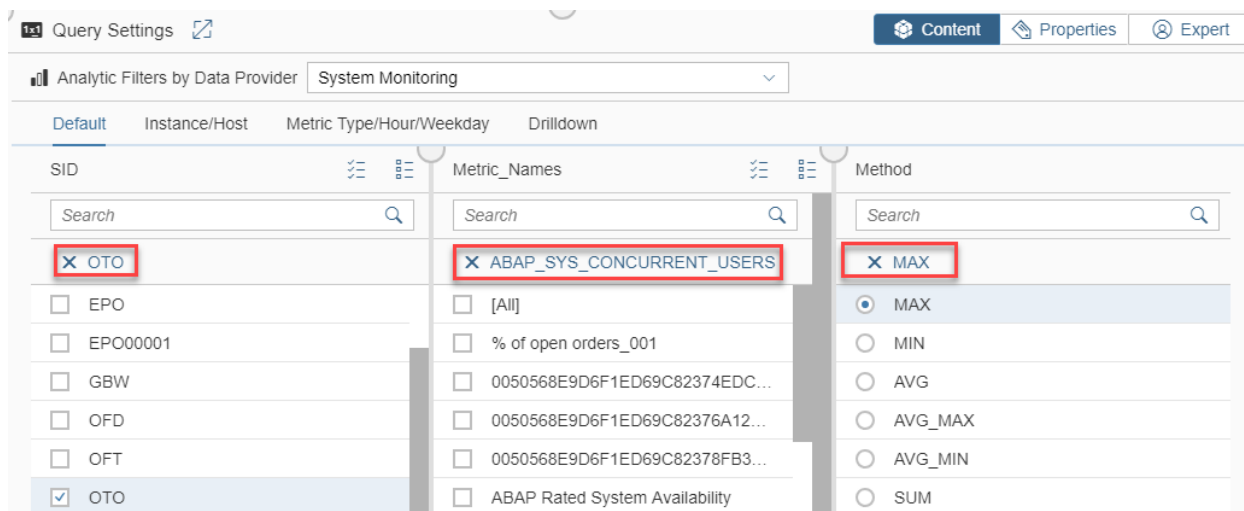 1x1 Query Settings Content Properties Expert
Analytic Filters by Data Provider System Monitoring
Default Instance/Host Metric Type/Hour/Weekday Drilldown
SID Metric_Names Method
Search Search Search
OTO ABAP_SYS_CONCURRENT_USERS MAX
EPO [All] MAX
EPO00001 % of open orders_001 MIN
GBW 0050568E9D6F1ED69C82374EDC... AVG
OFD 0050568E9D6F1ED69C82376A12... AVG_MAX
OFT 0050568E9D6F1ED69C82378FB3... AVG_MIN
OTO ABAP Rated System Availability SUM